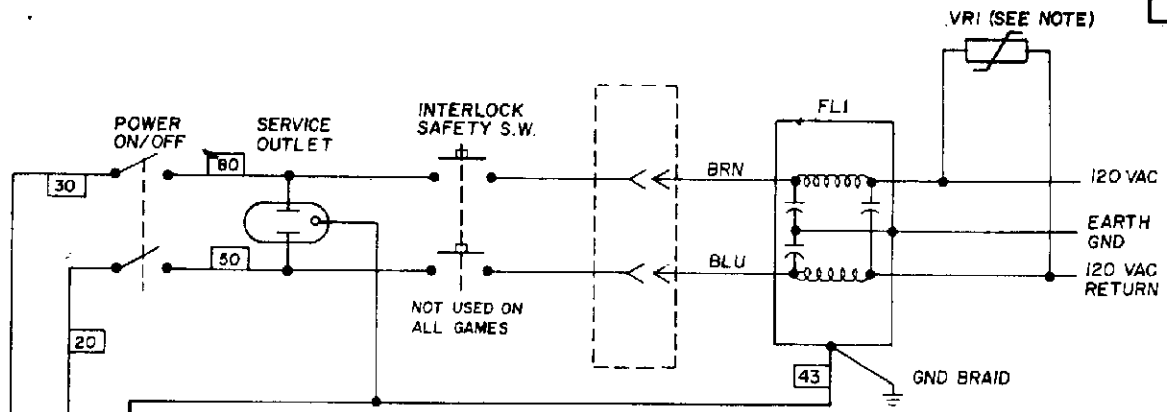 VR1 (SEE NOTE)
POWER
ON/OFF
SERVICE
OUTLET
INTERLOCK
SAFETY S.W.
FL1
30
80
BRN
120 VAC
EARTH
GND
50
BLU
120 VAC
RETURN
NOT USED ON
ALL GAMES
20
43
GND BRAID